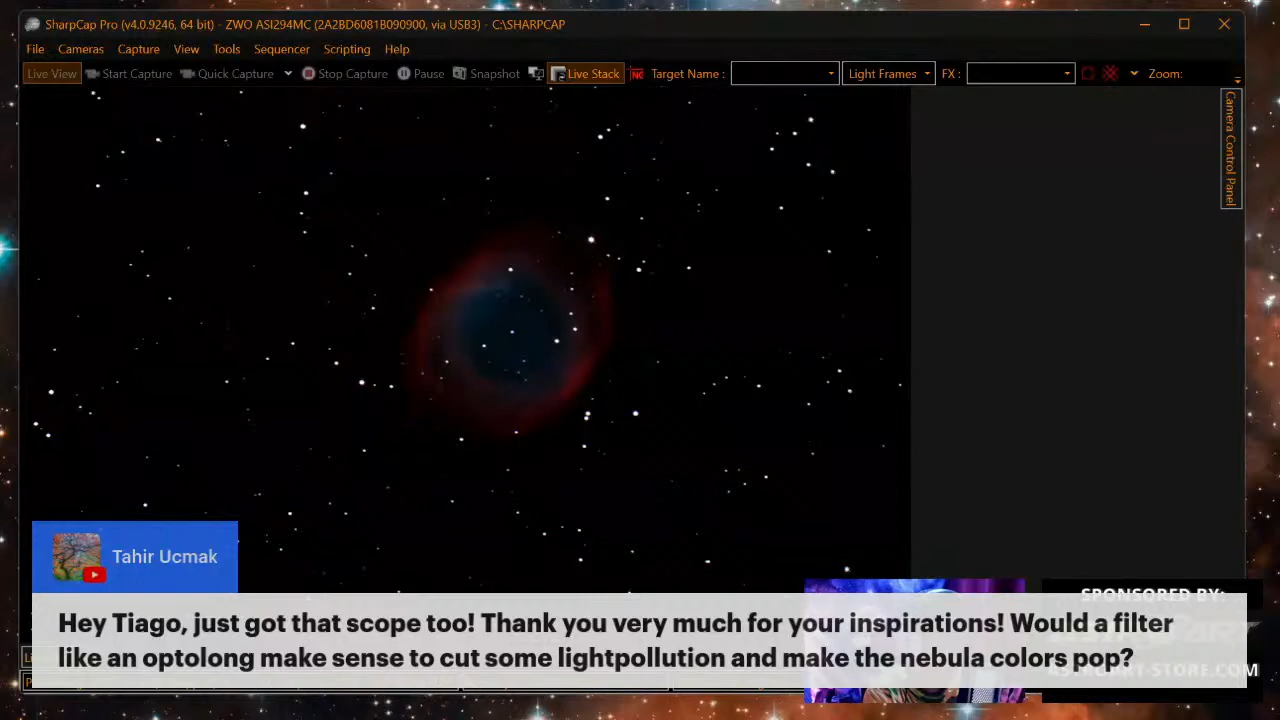 SharpCap Pro (v4.0.9246, 64 bit) - ZWO ASI294MC (2A2BD6081B090900, via USB3) - C:\SHARPCAP
File Cameras Capture View Tools Sequencer Scripting Help
Live View Start Capture Quick Capture Stop Capture Pause Snapshot Live Stack Target Name : Light Frames FX : Zoom:
Camera Control Panel
Tahir Ucmak
SPONSORED BY:
Hey Tiago, just got that scope too! Thank you very much for your inspirations! Would a filter
like an optolong make sense to cut some lightpollution and make the nebula colors pop?